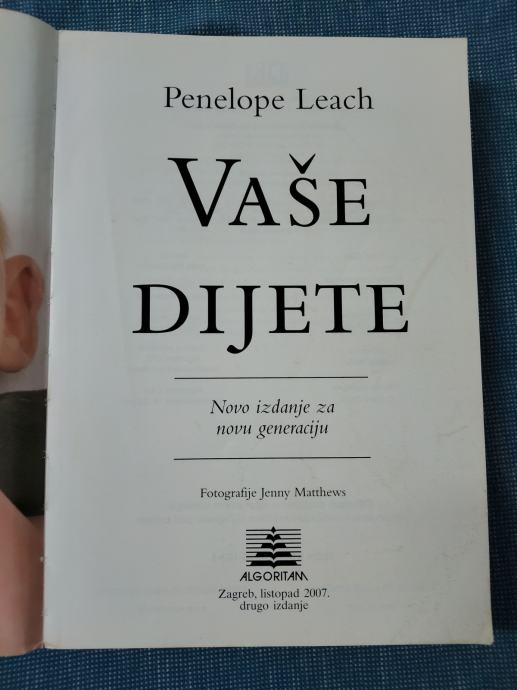 Penelope Leach
VAŠE
DIJETE
Novo izdanje za
novu generaciju
Fotografije Jenny Matthews
ALGORITAM
Zagreb, listopad 2007.
drugo izdanje